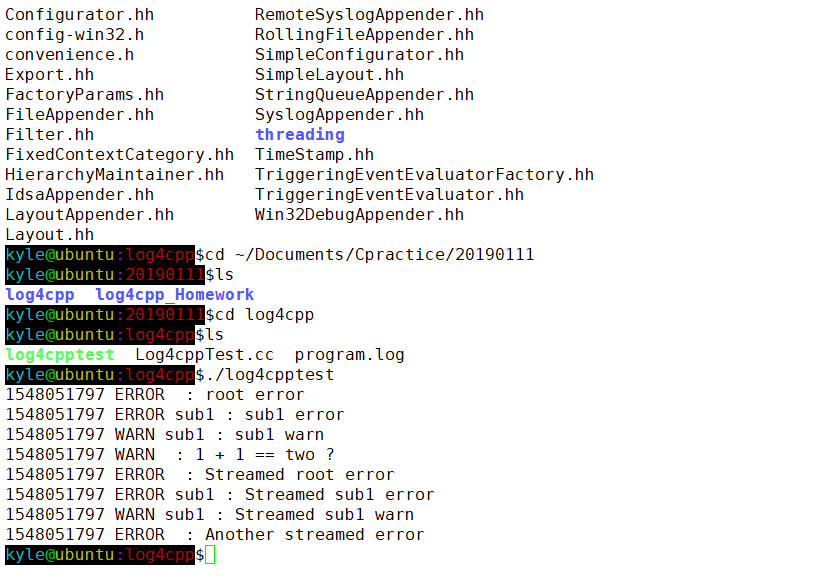 Configurator.hh          RemoteSyslogAppender.hh
config-win32.h           RollingFileAppender.hh
convenience.h            SimpleConfigurator.hh
Export.hh                SimpleLayout.hh
FactoryParams.hh         StringQueueAppender.hh
FileAppender.hh          SyslogAppender.hh
Filter.hh                threading
FixedContextCategory.hh  TimeStamp.hh
HierarchyMaintainer.hh   TriggeringEventEvaluatorFactory.hh
IdsaAppender.hh          TriggeringEventEvaluator.hh
LayoutAppender.hh        Win32DebugAppender.hh
Layout.hh
kyle@ubuntu:log4cpp$cd ~/Documents/Cpractice/20190111
kyle@ubuntu:20190111$ls
log4cpp  log4cpp_Homework
kyle@ubuntu:20190111$cd log4cpp
kyle@ubuntu:log4cpp$ls
log4cpptest  Log4cppTest.cc  program.log
kyle@ubuntu:log4cpp$./log4cpptest
1548051797 ERROR  : root error
1548051797 ERROR sub1 : sub1 error
1548051797 WARN sub1 : sub1 warn
1548051797 WARN  : 1 + 1 == two ?
1548051797 ERROR  : Streamed root error
1548051797 ERROR sub1 : Streamed sub1 error
1548051797 WARN sub1 : Streamed sub1 warn
1548051797 ERROR  : Another streamed error
kyle@ubuntu:log4cpp$